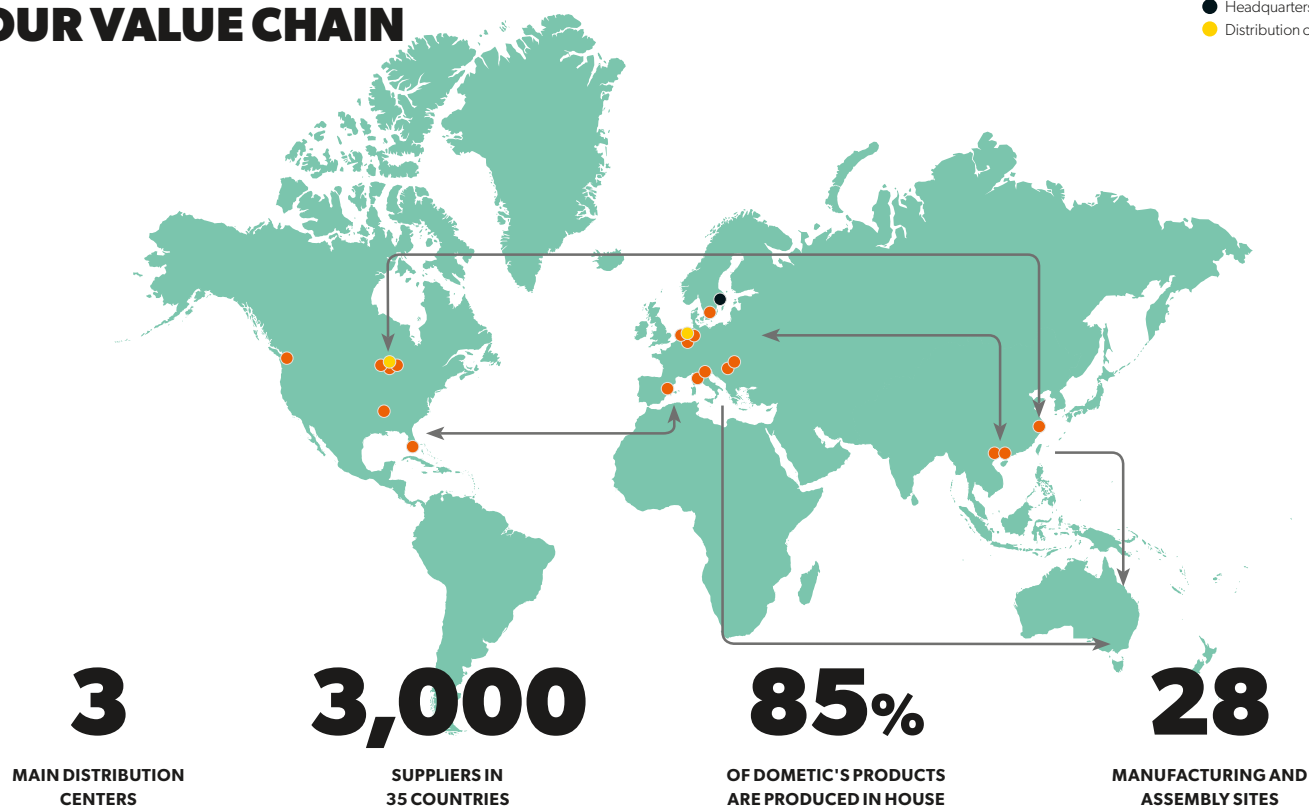 OUR VALUE CHAIN
Headquarters
Distribution
3
MAIN DISTRIBUTION
CENTERS
3,000
SUPPLIERS IN
35 COUNTRIES
85%
OF DOMETIC'S PRODUCTS
ARE PRODUCED IN HOUSE
28
MANUFACTURING AND
ASSEMBLY SITES